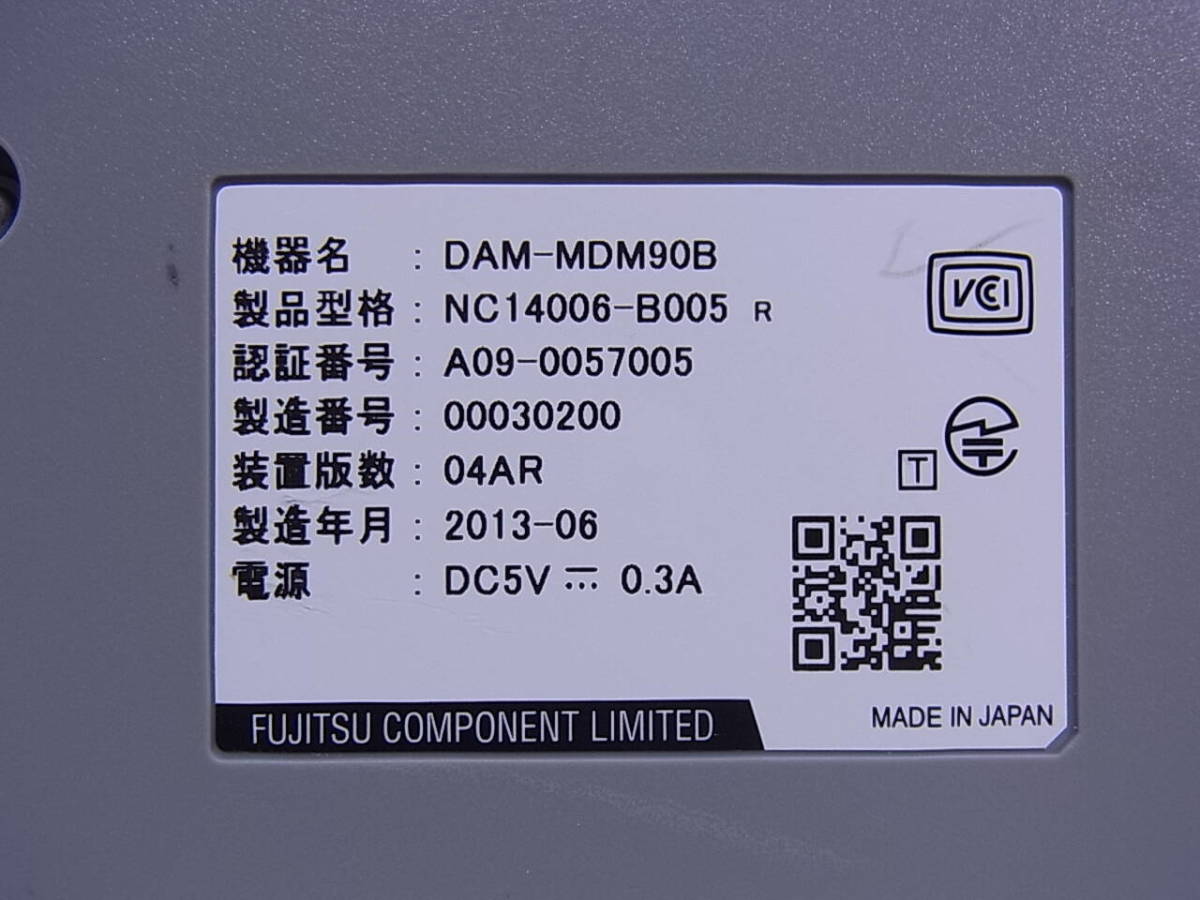 機器名 : DAM-MDM90B
製品型格 : NC14006-B005 R
認証番号 : A09-0057005
製造番号 : 00030200
装置版数 : 04AR
製造年月 : 2013-06
電源 : DC5V ⎓ 0.3A
VCCI
T
FUJITSU COMPONENT LIMITED
MADE IN JAPAN